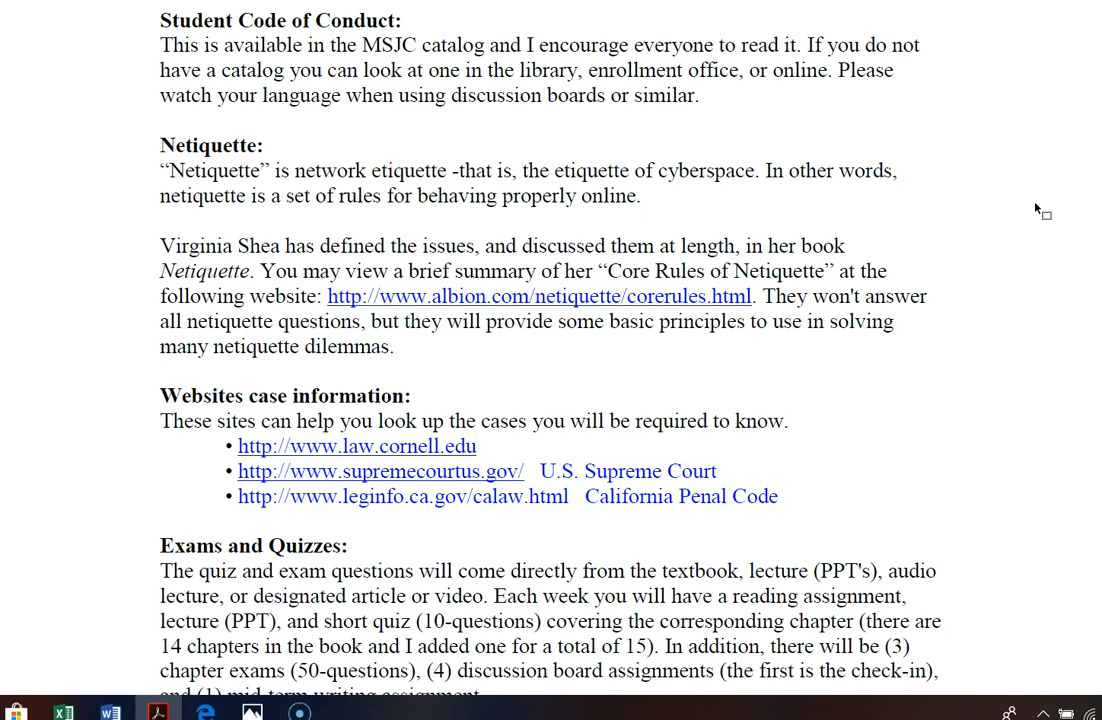 Student Code of Conduct:
This is available in the MSJC catalog and I encourage everyone to read it. If you do not
have a catalog you can look at one in the library, enrollment office, or online. Please
watch your language when using discussion boards or similar.
Netiquette:
“Netiquette” is network etiquette -that is, the etiquette of cyberspace. In other words,
netiquette is a set of rules for behaving properly online.
Virginia Shea has defined the issues, and discussed them at length, in her book
Netiquette. You may view a brief summary of her “Core Rules of Netiquette” at the
following website: http://www.albion.com/netiquette/corerules.html. They won't answer
all netiquette questions, but they will provide some basic principles to use in solving
many netiquette dilemmas.
Websites case information:
These sites can help you look up the cases you will be required to know.
• http://www.law.cornell.edu
• http://www.supremecourtus.gov/ U.S. Supreme Court
• http://www.leginfo.ca.gov/calaw.html California Penal Code
Exams and Quizzes:
The quiz and exam questions will come directly from the textbook, lecture (PPT's), audio
lecture, or designated article or video. Each week you will have a reading assignment,
lecture (PPT), and short quiz (10-questions) covering the corresponding chapter (there are
14 chapters in the book and I added one for a total of 15). In addition, there will be (3)
chapter exams (50-questions), (4) discussion board assignments (the first is the check-in),
and (1) mid-term writing assignment.